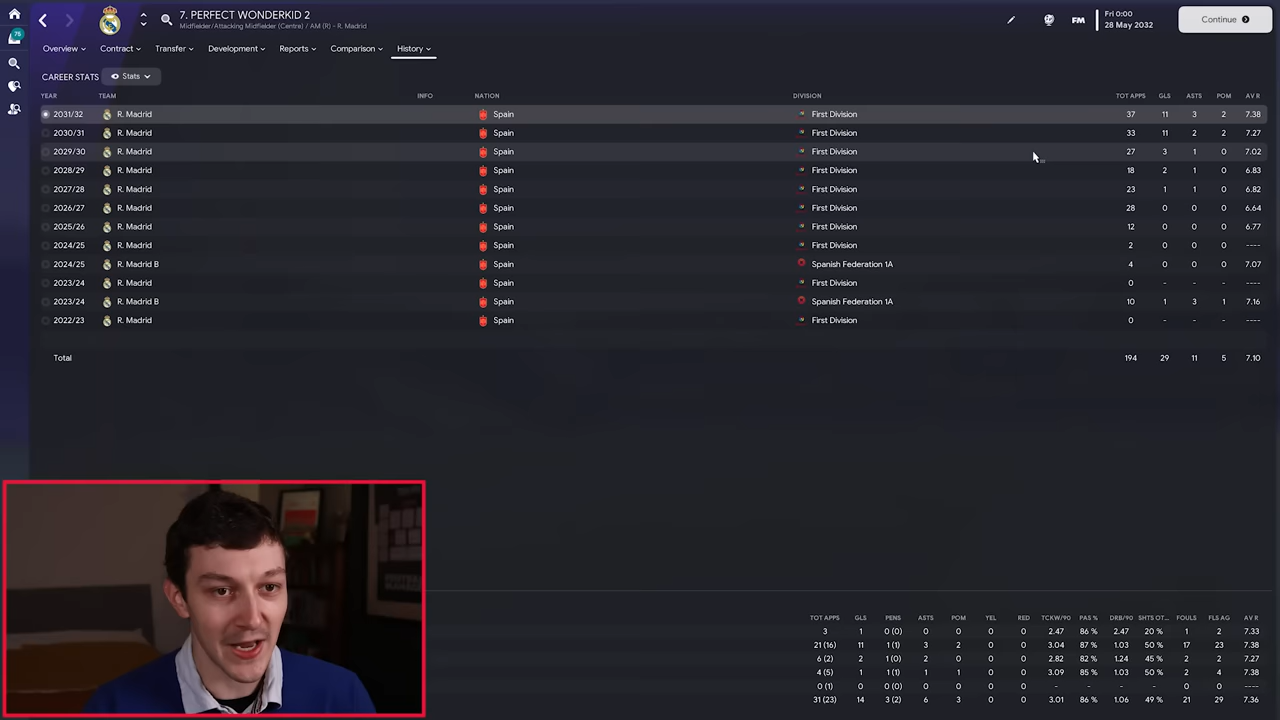 7. PERFECT WONDERKID 2
Midfielder/Attacking Midfielder (Centre) / AM (R) - R. Madrid
FM
Fri 0:00
28 May 2032
Continue
75
Overview Contract Transfer Development Reports Comparison History
CAREER STATS Stats
YEAR TEAM INFO NATION DIVISION TOT APPS GLS ASTS POM AV R
2031/32 R. Madrid Spain First Division 37 11 3 2 7.38
2030/31 R. Madrid Spain First Division 33 11 2 2 7.27
2029/30 R. Madrid Spain First Division 27 3 1 0 7.02
2028/29 R. Madrid Spain First Division 18 2 1 0 6.83
2027/28 R. Madrid Spain First Division 23 1 1 0 6.82
2026/27 R. Madrid Spain First Division 28 0 0 0 6.64
2025/26 R. Madrid Spain First Division 12 0 0 0 6.77
2024/25 R. Madrid Spain First Division 2 0 0 0 ----
2024/25 R. Madrid B Spain Spanish Federation 1A 4 0 0 0 7.07
2023/24 R. Madrid Spain First Division 0 - - - ----
2023/24 R. Madrid B Spain Spanish Federation 1A 10 1 3 1 7.16
2022/23 R. Madrid Spain First Division 0 - - - ----
Total 194 29 11 5 7.10
TOT APPS GLS PENS ASTS POM YEL RED TCKW/90 PAS % DRB/90 SHTS OT... FOULS FLS AG AV R
3 1 0 (0) 0 0 0 0 2.47 86 % 2.47 20 % 1 2 7.33
21 (16) 11 1 (1) 3 2 0 0 3.04 87 % 1.03 50 % 17 23 7.38
6 (2) 2 1 (0) 2 0 0 0 2.82 82 % 1.24 45 % 2 2 7.27
4 (5) 1 1 (1) 1 1 0 0 3.09 85 % 1.03 50 % 2 4 7.38
0 (1) 0 0 (0) 0 0 0 0 - - - - 0 0 ----
31 (23) 14 3 (2) 3 0 0 3.01 86 % 1.06 49 % 21 29 7.36